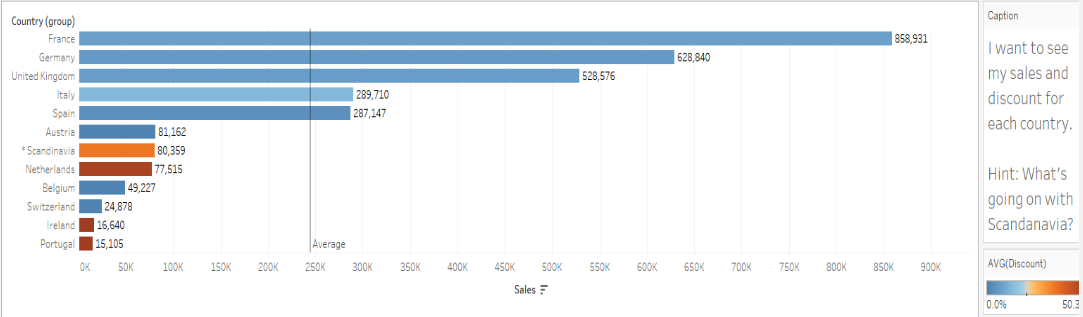 Country (group)
France 858,931
Germany 628,840
United Kingdom 528,576
Italy 289,710
Spain 287,147
Austria 81,162
* Scandinavia 80,359
Netherlands 77,515
Belgium 49,227
Switzerland 24,878
Ireland 16,640
Portugal 15,105
Average
0K 50K 100K 150K 200K 250K 300K 350K 400K 450K 500K 550K 600K 650K 700K 750K 800K 850K 900K
Sales
Caption
I want to see
my sales and
discount for
each country.
Hint: What's
going on with
Scandanavia?
AVG(Discount)
0.0% 50.3